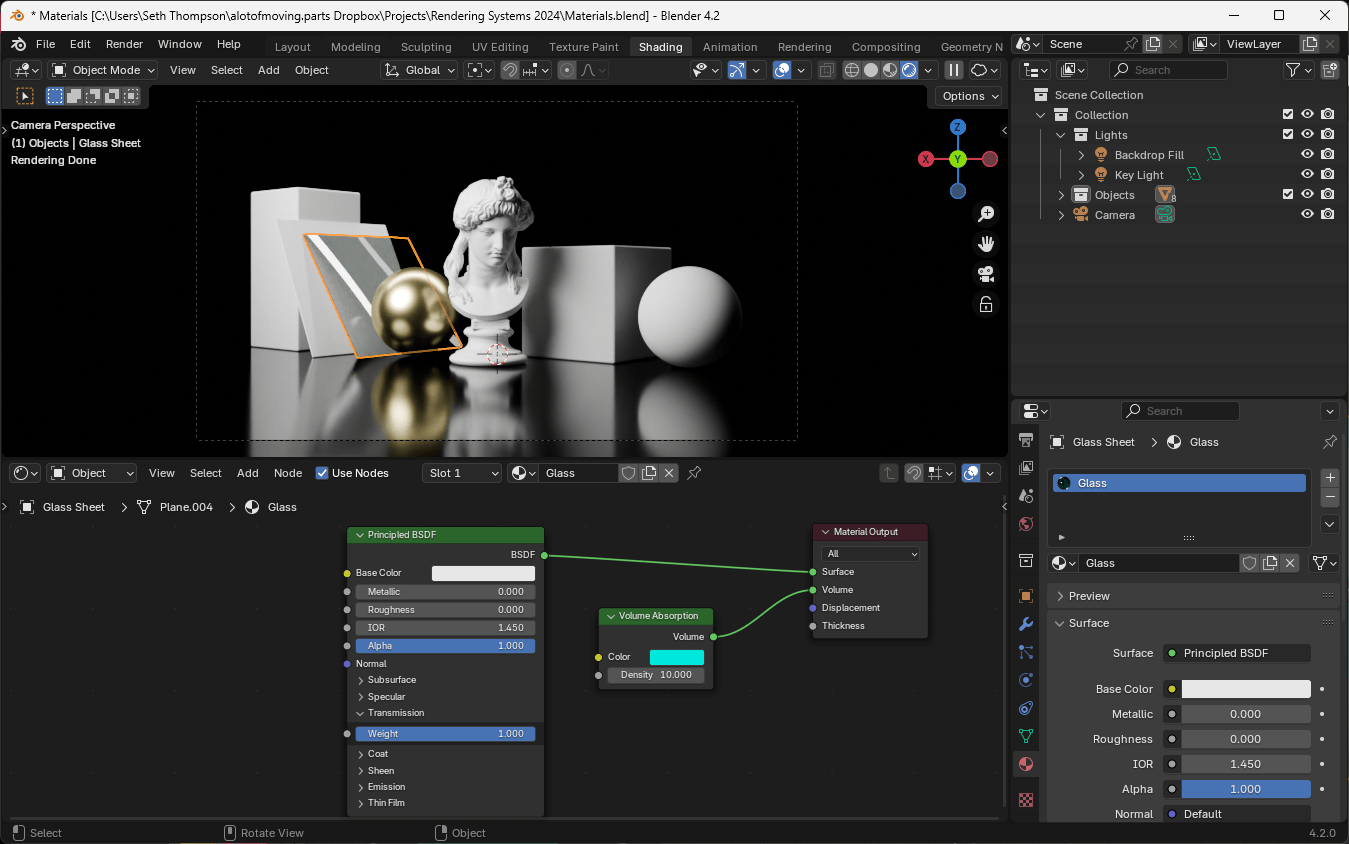 * Materials [C:\Users\Seth Thompson\alotofmoving.parts Dropbox\Projects\Rendering Systems 2024\Materials.blend] - Blender 4.2
File Edit Render Window Help Layout Modeling Sculpting UV Editing Texture Paint Shading Animation Rendering Compositing Geometry N Scene ViewLayer
Object Mode View Select Add Object Global Search
Options
Camera Perspective
(1) Objects | Glass Sheet
Rendering Done
Z
X Y
Scene Collection
Collection
Lights
Backdrop Fill
Key Light
Objects 8
Camera
Object View Select Add Node Use Nodes Slot 1 Glass
Glass Sheet > Plane.004 > Glass
Principled BSDF
BSDF
Base Color
Metallic 0.000
Roughness 0.000
IOR 1.450
Alpha 1.000
Normal
Subsurface
Specular
Transmission
Weight 1.000
Coat
Sheen
Emission
Thin Film
Volume Absorption
Volume
Color
Density 10.000
Material Output
All
Surface
Volume
Displacement
Thickness
Search
Glass Sheet > Glass
Glass
Glass
Preview
Surface
Surface Principled BSDF
Base Color
Metallic 0.000
Roughness 0.000
IOR 1.450
Alpha 1.000
Normal Default
Select Rotate View Object 4.2.0